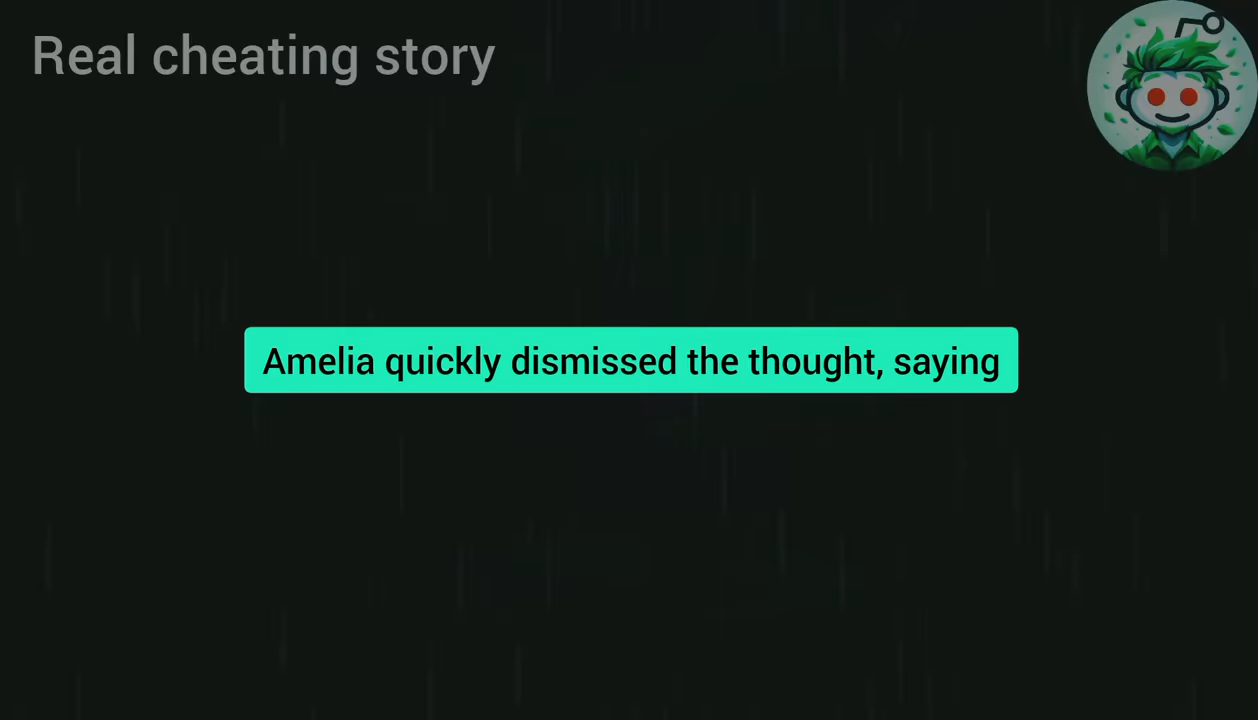 Real cheating story
Amelia quickly dismissed the thought, saying